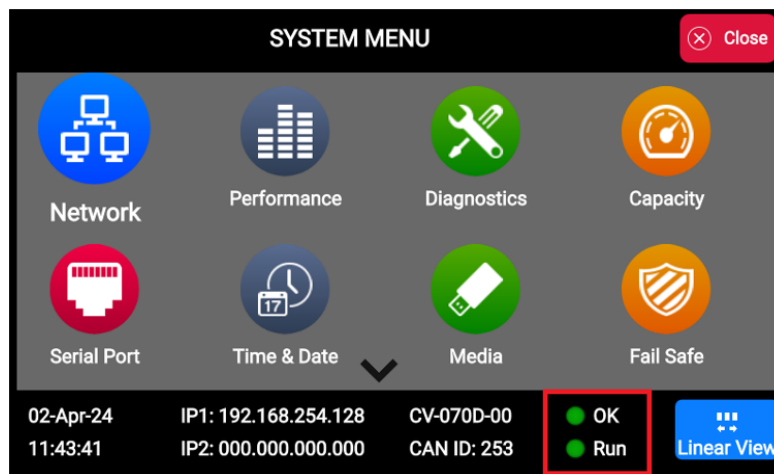 SYSTEM MENU
Close
Network
Performance
Diagnostics
Capacity
17
Serial Port
Time & Date
Media
Fail Safe
02-Apr-24 IP1: 192.168.254.128 CV-070D-00 OK
11:43:41 IP2: 000.000.000.000 CAN ID: 253 Run
Linear View